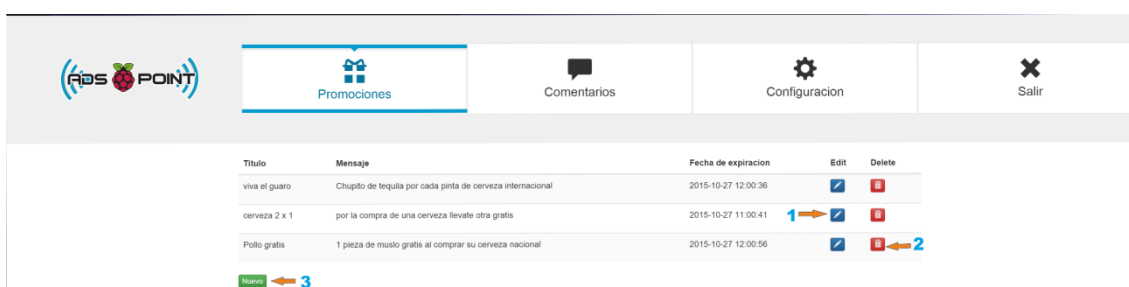 ADS POINT
Promociones
Comentarios
Configuracion
Salir
Titulo Mensaje Fecha de expiracion Edit Delete
viva el guaro Chupito de tequila por cada pinta de cerveza internacional 2015-10-27 12:00:36
cerveza 2 x 1 por la compra de una cerveza llevate otra gratis 2015-10-27 11:00:41 1
Pollo gratis 1 pieza de muslo gratis al comprar su cerveza nacional 2015-10-27 12:00:56 2
Nuevo 3